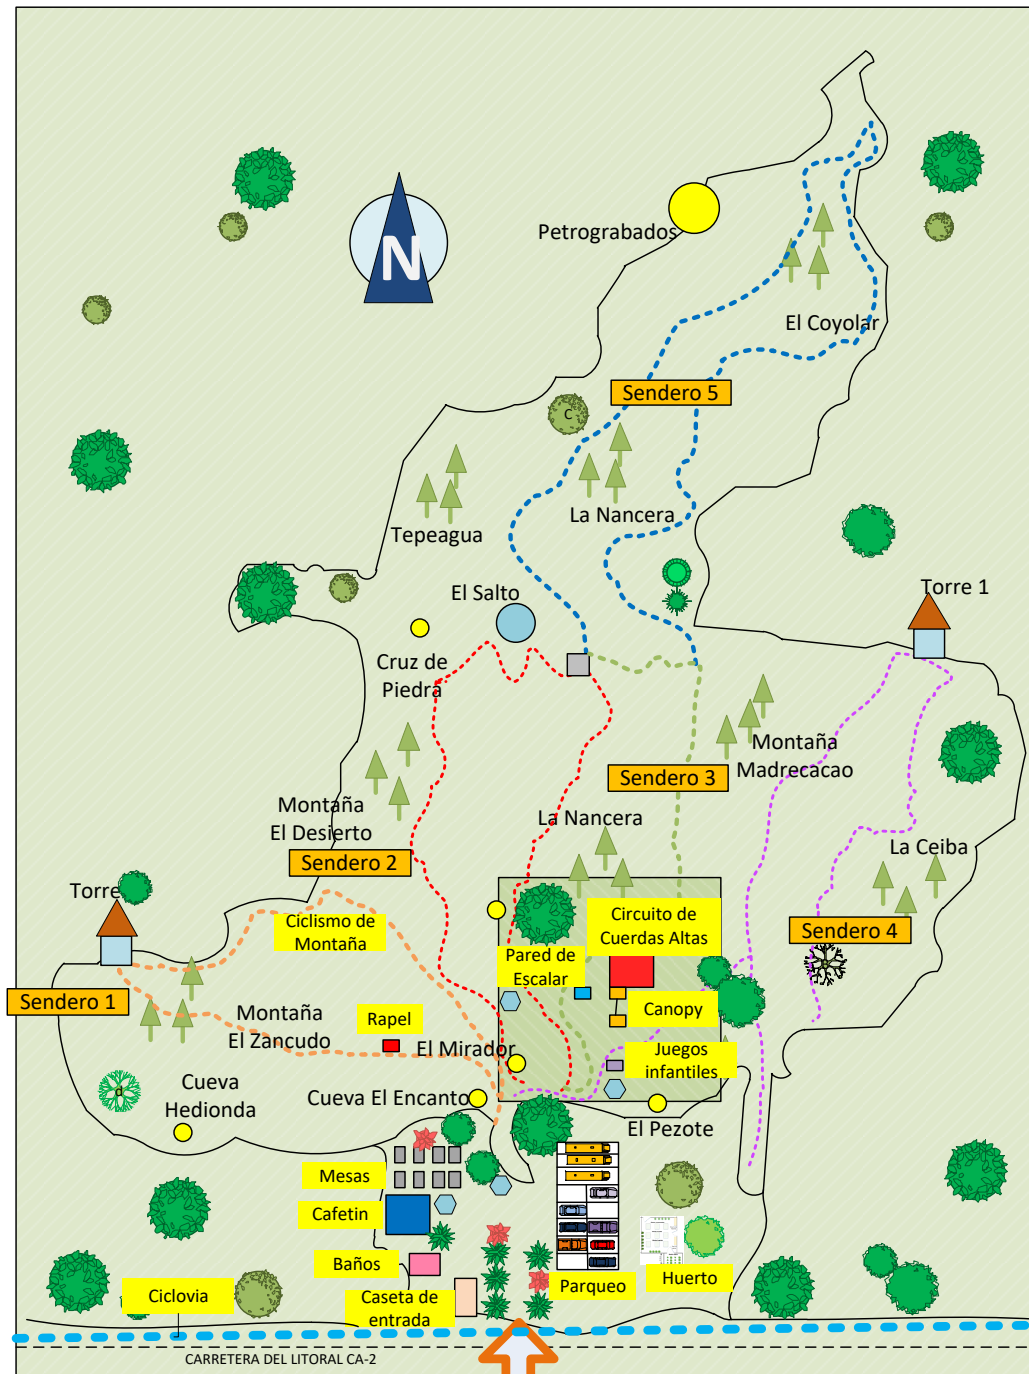 N
Petrograbados
El Coyolar
Sendero 5
C
La Nancera
Tepeagua
El Salto
Torre 1
Cruz de
Piedra
Montaña
Madrecacao
Sendero 3
Montaña
El Desierto
La Nancera
Sendero 2
La Ceiba
Torre
Ciclismo de
Montaña
Circuito de
Cuerdas Altas
Sendero 4
Pared de
Escalar
Sendero 1
Canopy
Montaña
El Zancudo
Rapel
El Mirador
Juegos
infantiles
d
Cueva
Hedionda
Cueva El Encanto
El Pezote
Mesas
Cafetin
Baños
Parqueo
Huerto
Ciclovia
Caseta de
entrada
CARRETERA DEL LITORAL CA-2